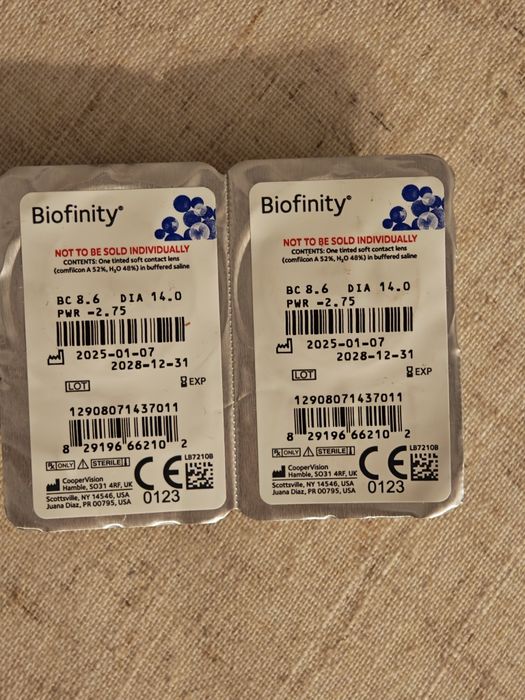 Biofinity®
NOT TO BE SOLD INDIVIDUALLY
CONTENTS: One tinted soft contact lens
(comfilcon A 52%, H₂O 48%) in buffered saline
BC 8.6 DIA 14.0
PWR -2.75
2025-01-07
2028-12-31
LOT
EXP
12908071437011
8 29196 66210 2
LB7210B
Rx ONLY
STERILE
CooperVision
Hamble, SO31 4RF, UK
Scottsville, NY 14546, USA
Juana Diaz, PR 00795, USA
CE
0123
Biofinity®
NOT TO BE SOLD INDIVIDUALLY
CONTENTS: One tinted soft contact lens
(comfilcon A 52%, H₂O 48%) in buffered saline
BC 8.6 DIA 14.0
PWR -2.75
2025-01-07
2028-12-31
LOT
EXP
12908071437011
8 29196 66210 2
LB7210B
Rx ONLY
STERILE
CooperVision
Hamble, SO31 4RF, UK
Scottsville, NY 14546, USA
Juana Diaz, PR 00795, USA
CE
0123